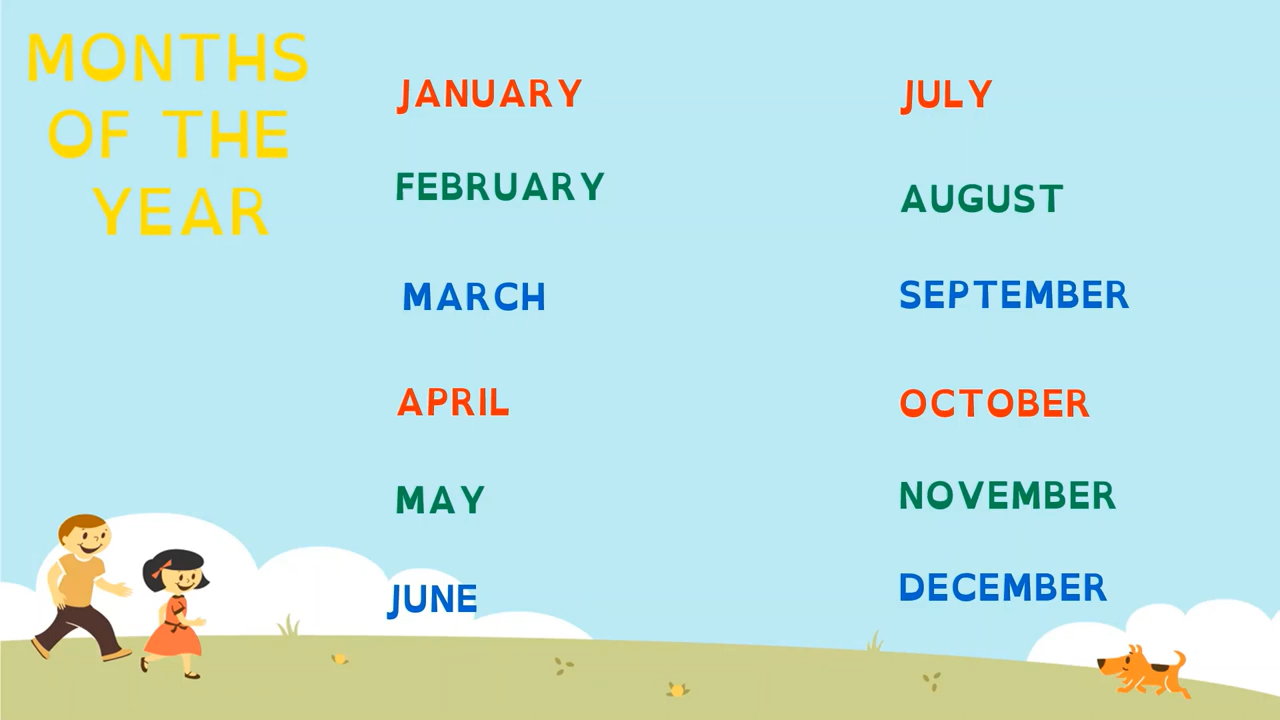 MONTHS
OF THE
YEAR
JANUARY
FEBRUARY
MARCH
APRIL
MAY
JUNE
JULY
AUGUST
SEPTEMBER
OCTOBER
NOVEMBER
DECEMBER